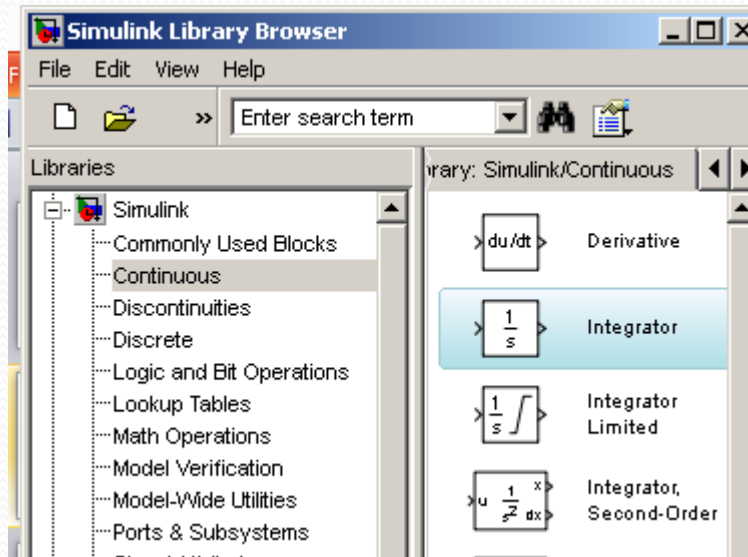 Simulink Library Browser
File Edit View Help
» Enter search term
Libraries
Simulink
Commonly Used Blocks
Continuous
Discontinuities
Discrete
Logic and Bit Operations
Lookup Tables
Math Operations
Model Verification
Model-Wide Utilities
Ports & Subsystems
rary: Simulink/Continuous
du/dt Derivative
1
s
Integrator
1
s
Integrator
Limited
u 1 x
s² dx
Integrator,
Second-Order